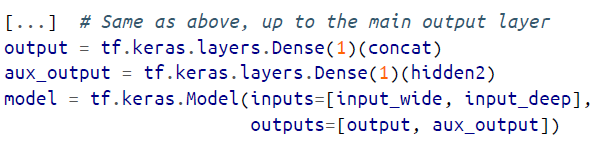 [...]  # Same as above, up to the main output layer
output = tf.keras.layers.Dense(1)(concat)
aux_output = tf.keras.layers.Dense(1)(hidden2)
model = tf.keras.Model(inputs=[input_wide, input_deep],
                       outputs=[output, aux_output])